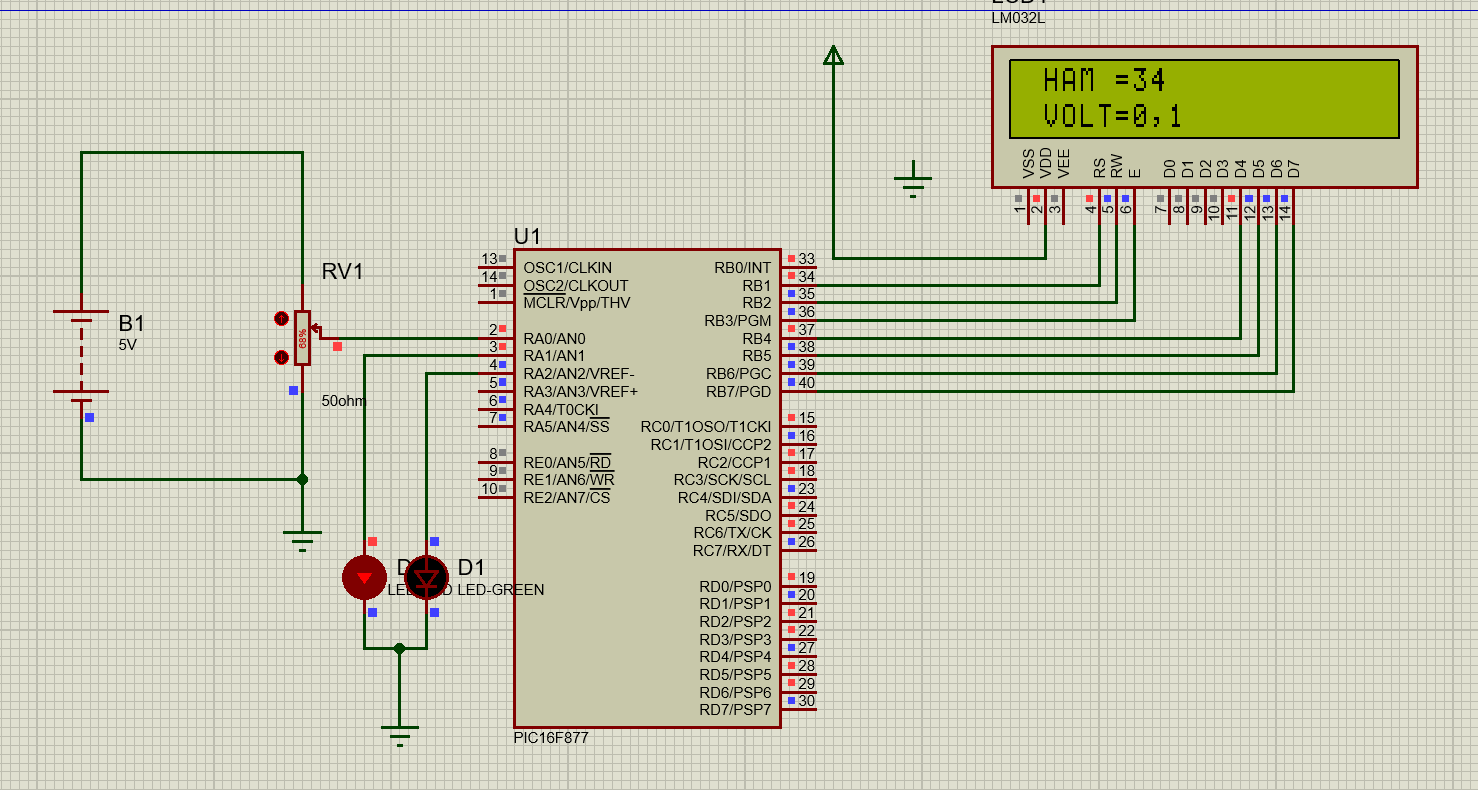 LM032L
HAM =34
VOLT=0,1
VSS
VDD
VEE
RS
RW
E
D0
D1
D2
D3
D4
D5
D6
D7
1
2
3
4
5
6
7
8
9
10
11
12
13
14
RV1
68%
50ohm
B1
5V
U1
13 OSC1/CLKIN
14 OSC2/CLKOUT
1 MCLR/Vpp/THV
2 RA0/AN0
3 RA1/AN1
4 RA2/AN2/VREF-
5 RA3/AN3/VREF+
6 RA4/T0CKI
7 RA5/AN4/SS
8 RE0/AN5/RD
9 RE1/AN6/WR
10 RE2/AN7/CS
RB0/INT 33
RB1 34
RB2 35
RB3/PGM 36
RB4 37
RB5 38
RB6/PGC 39
RB7/PGD 40
RC0/T1OSO/T1CKI 15
RC1/T1OSI/CCP2 16
RC2/CCP1 17
RC3/SCK/SCL 18
RC4/SDI/SDA 23
RC5/SDO 24
RC6/TX/CK 25
RC7/RX/DT 26
RD0/PSP0 19
RD1/PSP1 20
RD2/PSP2 21
RD3/PSP3 22
RD4/PSP4 27
RD5/PSP5 28
RD6/PSP6 29
RD7/PSP7 30
PIC16F877
D1
LED-GREEN